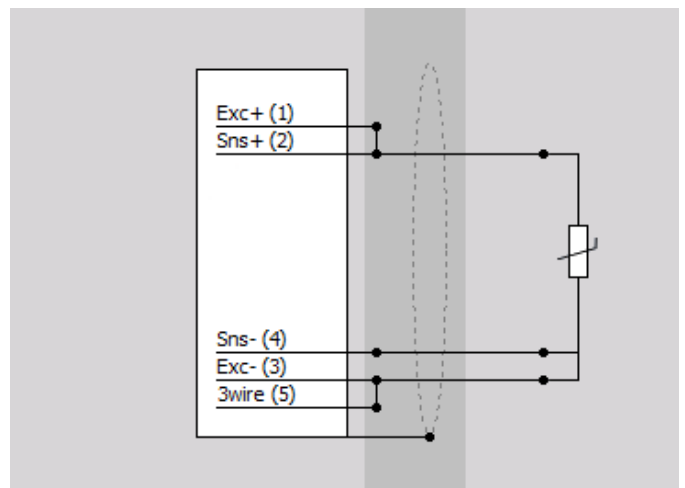 Exc+ (1)
Sns+ (2)
Sns- (4)
Exc- (3)
3wire (5)